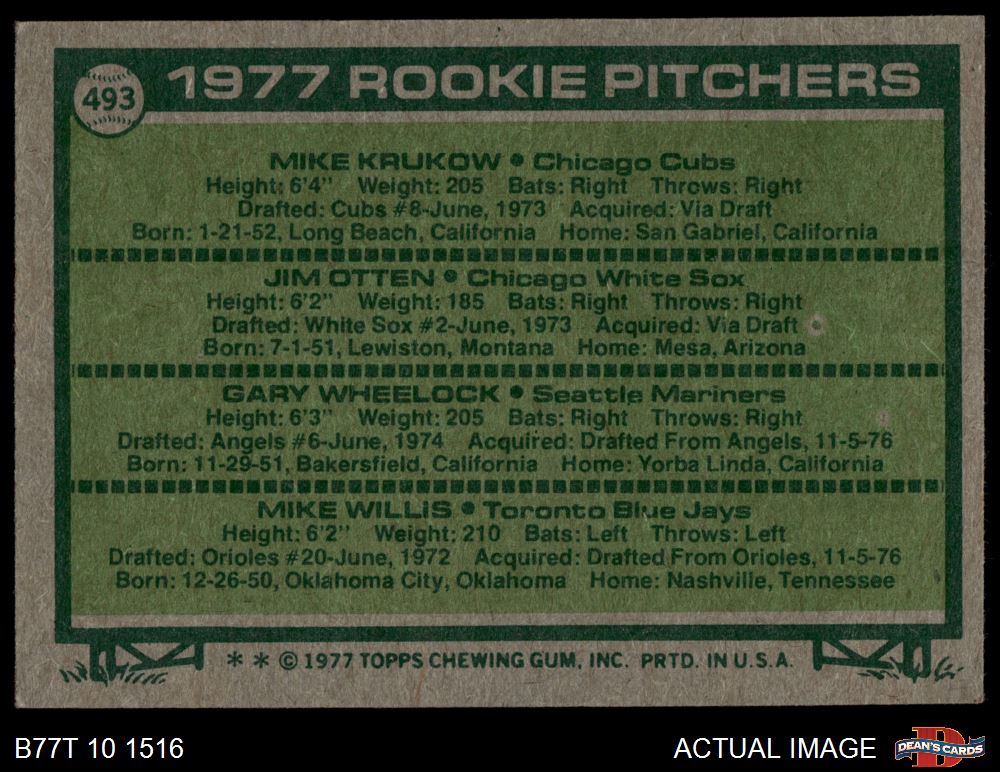 493
1977 ROOKIE PITCHERS
MIKE KRUKOW • Chicago Cubs
Height: 6'4" Weight: 205 Bats: Right Throws: Right
Drafted: Cubs #8-June, 1973 Acquired: Via Draft
Born: 1-21-52, Long Beach, California Home: San Gabriel, California
JIM OTTEN • Chicago White Sox
Height: 6'2" Weight: 185 Bats: Right Throws: Right
Drafted: White Sox #2-June, 1973 Acquired: Via Draft
Born: 7-1-51, Lewiston, Montana Home: Mesa, Arizona
GARY WHEELOCK • Seattle Mariners
Height: 6'3" Weight: 205 Bats: Right Throws: Right
Drafted: Angels #6-June, 1974 Acquired: Drafted From Angels, 11-5-76
Born: 11-29-51, Bakersfield, California Home: Yorba Linda, California
MIKE WILLIS • Toronto Blue Jays
Height: 6'2" Weight: 210 Bats: Left Throws: Left
Drafted: Orioles #20-June, 1972 Acquired: Drafted From Orioles, 11-5-76
Born: 12-26-50, Oklahoma City, Oklahoma Home: Nashville, Tennessee
* * © 1977 TOPPS CHEWING GUM, INC. PRTD. IN U.S.A.
B77T 10 1516
ACTUAL IMAGE
D
DEAN'S CARDS